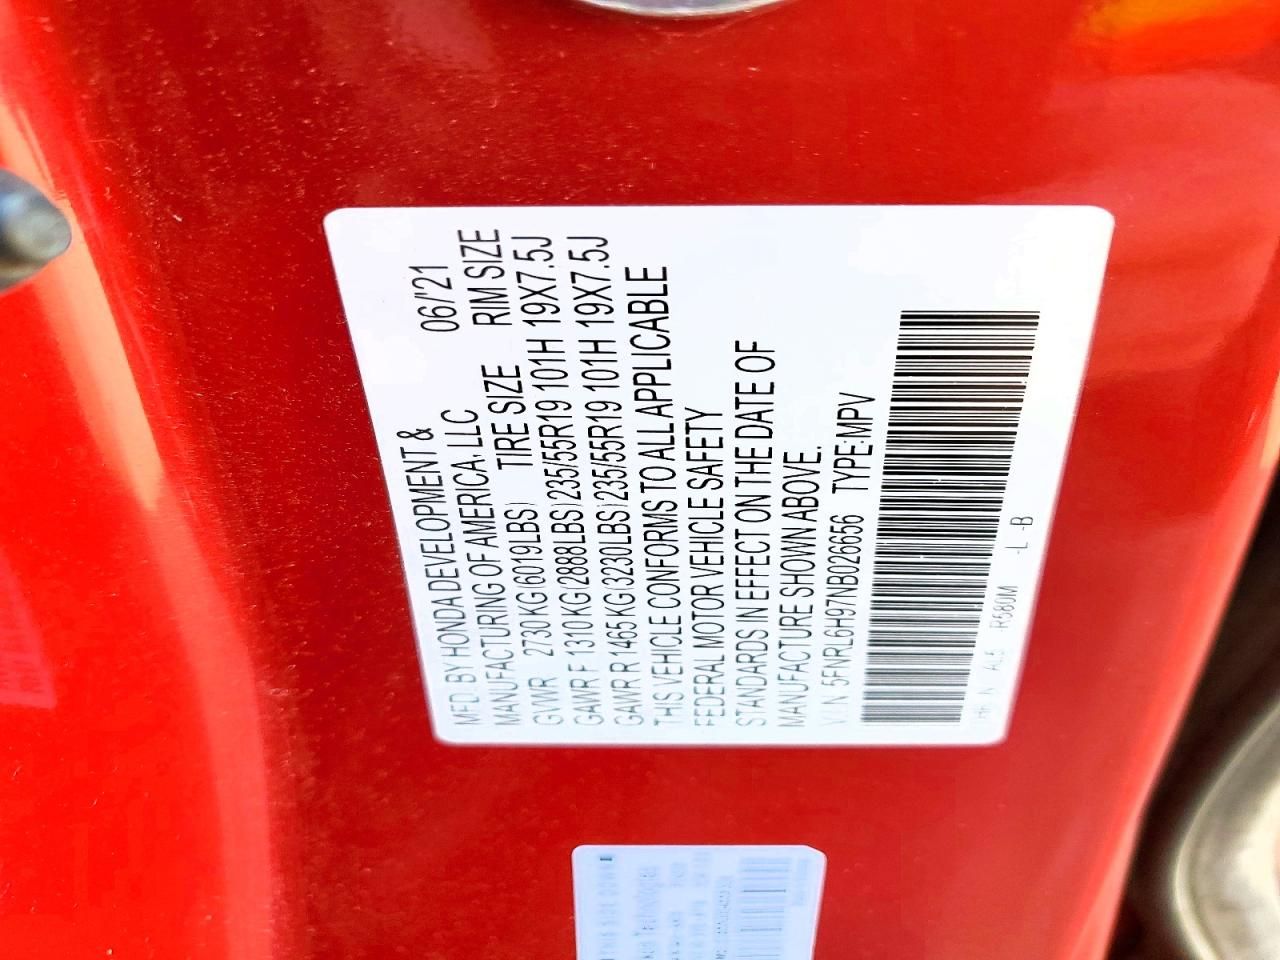 MFD. BY HONDA DEVELOPMENT & 06/'21
MANUFACTURING OF AMERICA, LLC RIM SIZE
TIRE SIZE
GVWR 2730 KG(6019LBS)
GAWR F 1310 KG(2888LBS)235/55R19 101H 19X7.5J
GAWR R 1465 KG(3230LBS)235/55R19 101H 19X7.5J
THIS VEHICLE CONFORMS TO ALL APPLICABLE
FEDERAL MOTOR VEHICLE SAFETY
STANDARDS IN EFFECT ON THE DATE OF
MANUFACTURE SHOWN ABOVE.
5FNRL6H97NB026656 TYPE:MPV
R580M -L -B